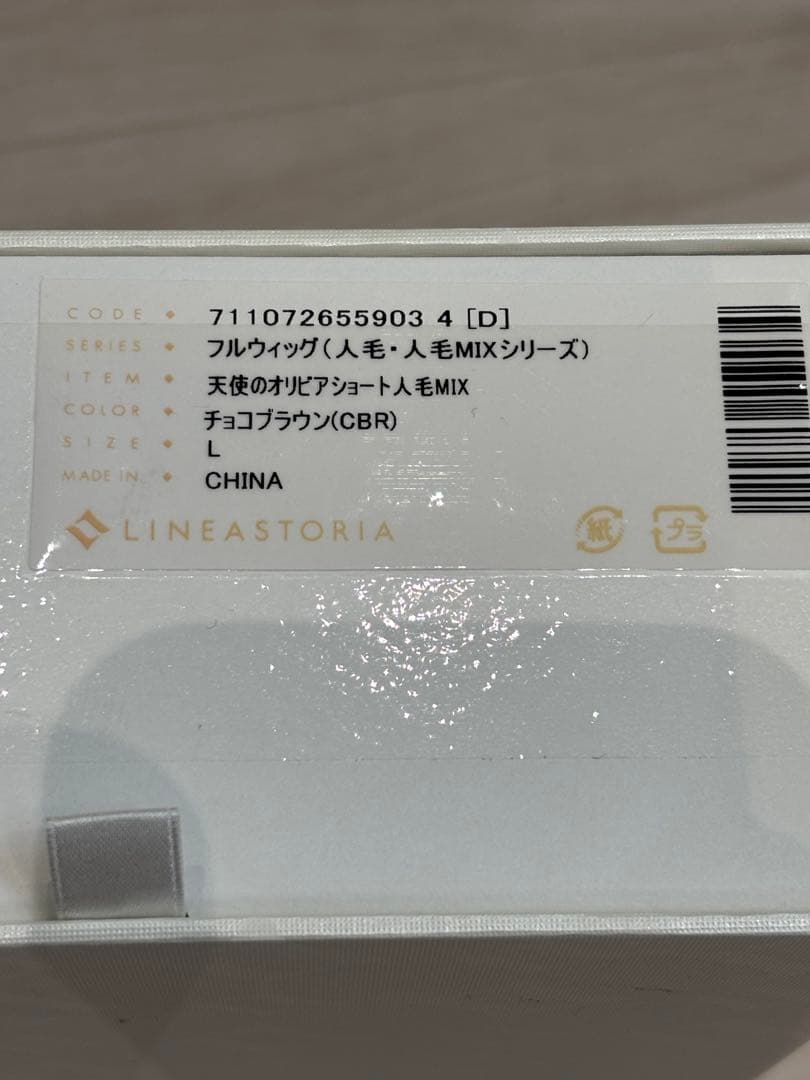 CODE ◆ 711072655903 4 [D]
SERIES ◆ フルウィッグ(人毛・人毛MIXシリーズ)
ITEM ◆ 天使のオリビアショート人毛MIX
COLOR ◆ チョコブラウン(CBR)
SIZE ◆ L
MADE IN ◆ CHINA
LINEASTORIA
紙 プラ